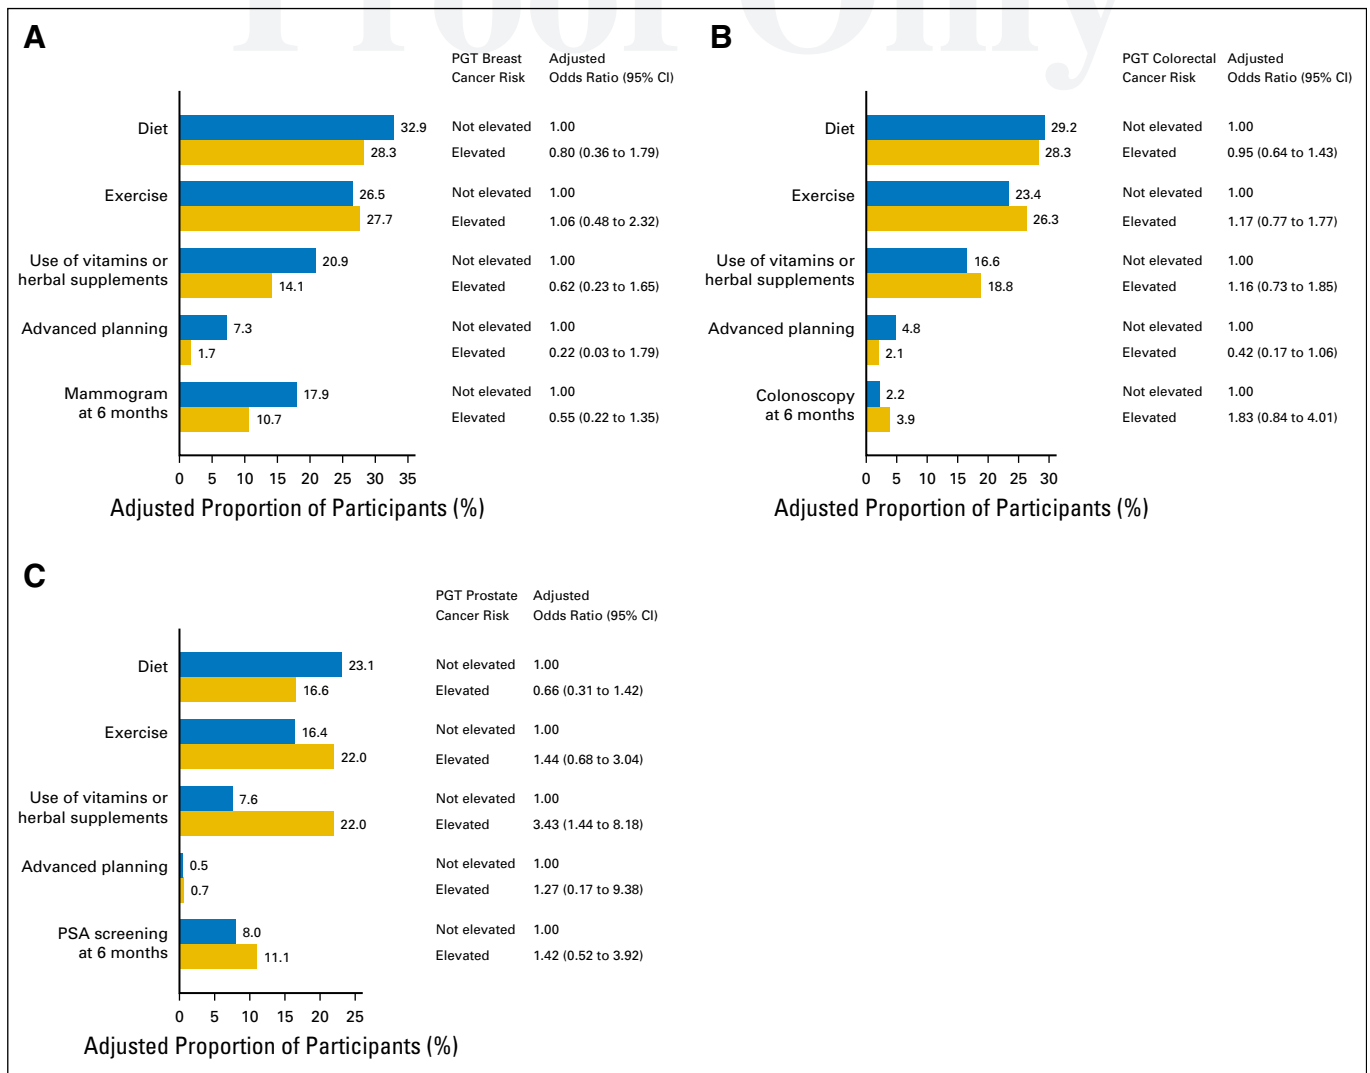 Proof Only
A
PGT Breast Adjusted
Cancer Risk Odds Ratio (95% CI)
Diet 32.9 Not elevated 1.00
28.3 Elevated 0.80 (0.36 to 1.79)
Exercise 26.5 Not elevated 1.00
27.7 Elevated 1.06 (0.48 to 2.32)
Use of vitamins or
herbal supplements
20.9 Not elevated 1.00
14.1 Elevated 0.62 (0.23 to 1.65)
Advanced planning 7.3 Not elevated 1.00
1.7 Elevated 0.22 (0.03 to 1.79)
Mammogram
at 6 months
17.9 Not elevated 1.00
10.7 Elevated 0.55 (0.22 to 1.35)
0 5 10 15 20 25 30 35
Adjusted Proportion of Participants (%)
B
PGT Colorectal Adjusted
Cancer Risk Odds Ratio (95% CI)
Diet 29.2 Not elevated 1.00
28.3 Elevated 0.95 (0.64 to 1.43)
Exercise 23.4 Not elevated 1.00
26.3 Elevated 1.17 (0.77 to 1.77)
Use of vitamins or
herbal supplements
16.6 Not elevated 1.00
18.8 Elevated 1.16 (0.73 to 1.85)
Advanced planning 4.8 Not elevated 1.00
2.1 Elevated 0.42 (0.17 to 1.06)
Colonoscopy
at 6 months
2.2 Not elevated 1.00
3.9 Elevated 1.83 (0.84 to 4.01)
0 5 10 15 20 25 30
Adjusted Proportion of Participants (%)
C
PGT Prostate Adjusted
Cancer Risk Odds Ratio (95% CI)
Diet 23.1 Not elevated 1.00
16.6 Elevated 0.66 (0.31 to 1.42)
Exercise 16.4 Not elevated 1.00
22.0 Elevated 1.44 (0.68 to 3.04)
Use of vitamins or
herbal supplements
7.6 Not elevated 1.00
22.0 Elevated 3.43 (1.44 to 8.18)
Advanced planning 0.5 Not elevated 1.00
0.7 Elevated 1.27 (0.17 to 9.38)
PSA screening
at 6 months
8.0 Not elevated 1.00
11.1 Elevated 1.42 (0.52 to 3.92)
0 5 10 15 20 25
Adjusted Proportion of Participants (%)